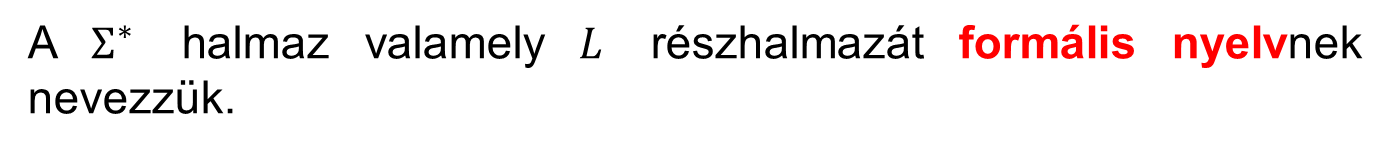 A Σ* halmaz valamely L részhalmazát formális nyelvnek
nevezzük.